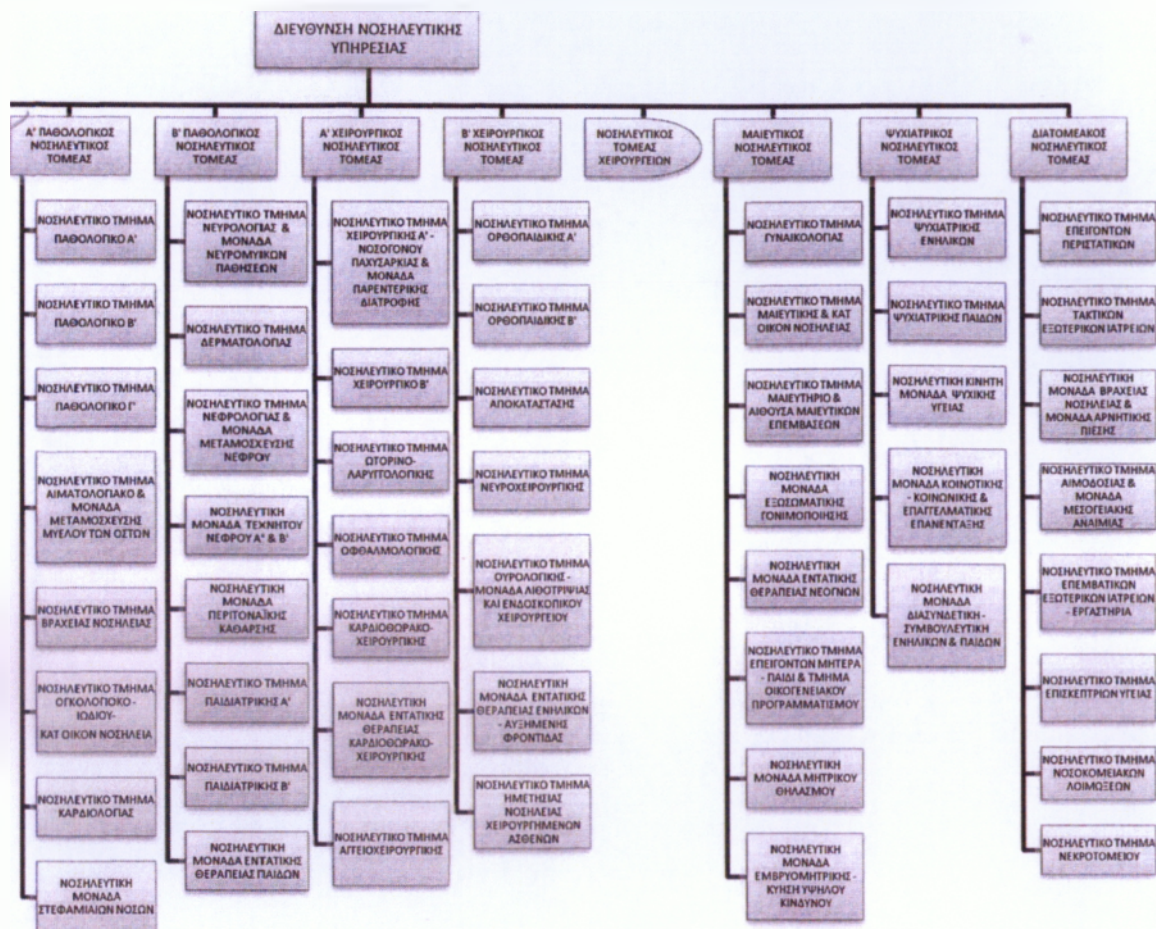 ΔΙΕΥΘΥΝΣΗ ΝΟΣΗΛΕΥΤΙΚΗΣ
ΥΠΗΡΕΣΙΑΣ
Α' ΠΑΘΟΛΟΓΙΚΟΣ
ΝΟΣΗΛΕΥΤΙΚΟΣ
ΤΟΜΕΑΣ
ΝΟΣΗΛΕΥΤΙΚΟ ΤΜΗΜΑ
ΠΑΘΟΛΟΓΙΚΟ Α'
ΝΟΣΗΛΕΥΤΙΚΟ ΤΜΗΜΑ
ΠΑΘΟΛΟΓΙΚΟ Β'
ΝΟΣΗΛΕΥΤΙΚΟ ΤΜΗΜΑ
ΠΑΘΟΛΟΓΙΚΟ Γ'
ΝΟΣΗΛΕΥΤΙΚΟ ΤΜΗΜΑ
ΑΙΜΑΤΟΛΟΓΙΑΚΟ &
ΜΟΝΑΔΑ
ΜΕΤΑΜΟΣΧΕΥΣΗΣ
ΜΥΕΛΟΥ ΤΩΝ ΟΣΤΩΝ
ΝΟΣΗΛΕΥΤΙΚΟ ΤΜΗΜΑ
ΒΡΑΧΕΙΑΣ ΝΟΣΗΛΕΙΑΣ
ΝΟΣΗΛΕΥΤΙΚΟ ΤΜΗΜΑ
ΟΓΚΟΛΟΓΙΟΚΟ -
ΙΩΔΙΟΥ-
ΚΑΤ ΟΙΚΟΝ ΝΟΣΗΛΕΙΑ
ΝΟΣΗΛΕΥΤΙΚΟ ΤΜΗΜΑ
ΚΑΡΔΙΟΛΟΓΙΑΣ
ΝΟΣΗΛΕΥΤΙΚΗ
ΜΟΝΑΔΑ
ΣΤΕΦΑΜΙΑΙΩΝ ΝΟΣΩΝ
Β' ΠΑΘΟΛΟΓΙΚΟΣ
ΝΟΣΗΛΕΥΤΙΚΟΣ
ΤΟΜΕΑΣ
ΝΟΣΗΛΕΥΤΙΚΟ ΤΜΗΜΑ
ΝΕΥΡΟΛΟΓΙΑΣ &
ΜΟΝΑΔΑ
ΝΕΥΡΟΜΥΙΚΩΝ
ΠΑΘΗΣΕΩΝ
ΝΟΣΗΛΕΥΤΙΚΟ ΤΜΗΜΑ
ΔΕΡΜΑΤΟΛΟΓΙΑΣ
ΝΟΣΗΛΕΥΤΙΚΟ ΤΜΗΜΑ
ΝΕΦΡΟΛΟΓΙΑΣ &
ΜΟΝΑΔΑ
ΜΕΤΑΜΟΣΧΕΥΣΗΣ
ΝΕΦΡΟΥ
ΝΟΣΗΛΕΥΤΙΚΗ
ΜΟΝΑΔΑ ΤΕΧΝΗΤΟΥ
ΝΕΦΡΟΥ Α' & Β'
ΝΟΣΗΛΕΥΤΙΚΗ
ΜΟΝΑΔΑ
ΠΕΡΙΤΟΝΑΪΚΗΣ
ΚΑΘΑΡΣΗΣ
ΝΟΣΗΛΕΥΤΙΚΟ ΤΜΗΜΑ
ΠΑΙΔΙΑΤΡΙΚΗΣ Α'
ΝΟΣΗΛΕΥΤΙΚΟ ΤΜΗΜΑ
ΠΑΙΔΙΑΤΡΙΚΗΣ Β'
ΝΟΣΗΛΕΥΤΙΚΗ
ΜΟΝΑΔΑ ΕΝΤΑΤΙΚΗΣ
ΘΕΡΑΠΕΙΑΣ ΠΑΙΔΩΝ
Α' ΧΕΙΡΟΥΡΓΙΚΟΣ
ΝΟΣΗΛΕΥΤΙΚΟΣ
ΤΟΜΕΑΣ
ΝΟΣΗΛΕΥΤΙΚΟ ΤΜΗΜΑ
ΧΕΙΡΟΥΡΓΙΚΗΣ Α' -
ΝΟΣΟΓΟΝΟΥ
ΠΑΧΥΣΑΡΚΙΑΣ &
ΜΟΝΑΔΑ
ΠΑΡΕΝΤΕΡΙΚΗΣ
ΔΙΑΤΡΟΦΗΣ
ΝΟΣΗΛΕΥΤΙΚΟ ΤΜΗΜΑ
ΧΕΙΡΟΥΡΓΙΚΟ Β'
ΝΟΣΗΛΕΥΤΙΚΟ ΤΜΗΜΑ
ΩΤΟΡΙΝΟ-
ΛΑΡΥΓΓΟΛΟΓΙΚΗΣ
ΝΟΣΗΛΕΥΤΙΚΟ ΤΜΗΜΑ
ΟΦΘΑΛΜΟΛΟΓΙΚΗΣ
ΝΟΣΗΛΕΥΤΙΚΟ ΤΜΗΜΑ
ΚΑΡΔΙΟΘΩΡΑΚΟ-
ΧΕΙΡΟΥΡΓΙΚΗΣ
ΝΟΣΗΛΕΥΤΙΚΗ
ΜΟΝΑΔΑ ΕΝΤΑΤΙΚΗΣ
ΘΕΡΑΠΕΙΑΣ
ΚΑΡΔΙΟΘΩΡΑΚΟ-
ΧΕΙΡΟΥΡΓΙΚΗΣ
ΝΟΣΗΛΕΥΤΙΚΟ ΤΜΗΜΑ
ΑΓΓΕΙΟΧΕΙΡΟΥΡΓΙΚΗΣ
Β' ΧΕΙΡΟΥΡΓΙΚΟΣ
ΝΟΣΗΛΕΥΤΙΚΟΣ
ΤΟΜΕΑΣ
ΝΟΣΗΛΕΥΤΙΚΟ ΤΜΗΜΑ
ΟΡΘΟΠΑΙΔΙΚΗΣ Α'
ΝΟΣΗΛΕΥΤΙΚΟ ΤΜΗΜΑ
ΟΡΘΟΠΑΙΔΙΚΗΣ Β'
ΝΟΣΗΛΕΥΤΙΚΟ ΤΜΗΜΑ
ΑΠΟΚΑΤΑΣΤΑΣΗΣ
ΝΟΣΗΛΕΥΤΙΚΟ ΤΜΗΜΑ
ΝΕΥΡΟΧΕΙΡΟΥΡΓΙΚΗΣ
ΝΟΣΗΛΕΥΤΙΚΟ ΤΜΗΜΑ
ΟΥΡΟΛΟΓΙΚΗΣ -
ΜΟΝΑΔΑ ΛΙΘΟΤΡΙΨΙΑΣ
ΚΑΙ ΕΝΔΟΣΚΟΠΙΚΟΥ
ΧΕΙΡΟΥΡΓΕΙΟΥ
ΝΟΣΗΛΕΥΤΙΚΗ
ΜΟΝΑΔΑ ΕΝΤΑΤΙΚΗΣ
ΘΕΡΑΠΕΙΑΣ ΕΝΗΛΙΚΩΝ
- ΑΥΞΗΜΕΝΗΣ
ΦΡΟΝΤΙΔΑΣ
ΝΟΣΗΛΕΥΤΙΚΟ ΤΜΗΜΑ
ΗΜΕΤΗΣΙΑΣ
ΝΟΣΗΛΕΙΑΣ
ΧΕΙΡΟΥΡΓΗΜΕΝΩΝ
ΑΣΘΕΝΩΝ
ΝΟΣΗΛΕΥΤΙΚΟΣ
ΤΟΜΕΑΣ
ΧΕΙΡΟΥΡΓΕΙΩΝ
ΜΑΙΕΥΤΙΚΟΣ
ΝΟΣΗΛΕΥΤΙΚΟΣ
ΤΟΜΕΑΣ
ΝΟΣΗΛΕΥΤΙΚΟ ΤΜΗΜΑ
ΓΥΝΑΙΚΟΛΟΓΙΑΣ
ΝΟΣΗΛΕΥΤΙΚΟ ΤΜΗΜΑ
ΜΑΙΕΥΤΙΚΗΣ & ΚΑΤ
ΟΙΚΟΝ ΝΟΣΗΛΕΙΑΣ
ΝΟΣΗΛΕΥΤΙΚΟ ΤΜΗΜΑ
ΜΑΙΕΥΤΗΡΙΟ &
ΑΙΘΟΥΣΑ ΜΑΙΕΥΤΙΚΩΝ
ΕΠΕΜΒΑΣΕΩΝ
ΝΟΣΗΛΕΥΤΙΚΗ
ΜΟΝΑΔΑ
ΕΞΩΣΩΜΑΤΙΚΗΣ
ΓΟΝΙΜΟΠΟΙΗΣΗΣ
ΝΟΣΗΛΕΥΤΙΚΗ
ΜΟΝΑΔΑ ΕΝΤΑΤΙΚΗΣ
ΘΕΡΑΠΕΙΑΣ ΝΕΟΓΝΩΝ
ΝΟΣΗΛΕΥΤΙΚΟ ΤΜΗΜΑ
ΕΠΕΙΓΟΝΤΩΝ ΜΗΤΕΡΑ
- ΠΑΙΔΙ & ΤΜΗΜΑ
ΟΙΚΟΓΕΝΕΙΑΚΟΥ
ΠΡΟΓΡΑΜΜΑΤΙΣΜΟΥ
ΝΟΣΗΛΕΥΤΙΚΗ
ΜΟΝΑΔΑ ΜΗΤΡΙΚΟΥ
ΘΗΛΑΣΜΟΥ
ΝΟΣΗΛΕΥΤΙΚΗ
ΜΟΝΑΔΑ
ΕΜΒΡΥΟΜΗΤΡΙΚΗΣ -
ΚΥΗΣΗ ΥΨΗΛΟΥ
ΚΙΝΔΥΝΟΥ
ΨΥΧΙΑΤΡΙΚΟΣ
ΝΟΣΗΛΕΥΤΙΚΟΣ
ΤΟΜΕΑΣ
ΝΟΣΗΛΕΥΤΙΚΟ ΤΜΗΜΑ
ΨΥΧΙΑΤΡΙΚΗΣ
ΕΝΗΛΙΚΩΝ
ΝΟΣΗΛΕΥΤΙΚΟ ΤΜΗΜΑ
ΨΥΧΙΑΤΡΙΚΗΣ ΠΑΙΔΩΝ
ΝΟΣΗΛΕΥΤΙΚΗ ΚΙΝΗΤΗ
ΜΟΝΑΔΑ ΨΥΧΙΚΗΣ
ΥΓΕΙΑΣ
ΝΟΣΗΛΕΥΤΙΚΗ
ΜΟΝΑΔΑ ΚΟΙΝΟΤΙΚΗΣ
- ΚΟΙΝΩΝΙΚΗΣ &
ΕΠΑΓΓΕΛΜΑΤΙΚΗΣ
ΕΠΑΝΕΝΤΑΞΗΣ
ΝΟΣΗΛΕΥΤΙΚΗ
ΜΟΝΑΔΑ
ΔΙΑΣΥΝΔΕΤΙΚΗ -
ΣΥΜΒΟΥΛΕΥΤΙΚΗ
ΕΝΗΛΙΚΩΝ & ΠΑΙΔΩΝ
ΔΙΑΤΟΜΕΑΚΟΣ
ΝΟΣΗΛΕΥΤΙΚΟΣ
ΤΟΜΕΑΣ
ΝΟΣΗΛΕΥΤΙΚΟ ΤΜΗΜΑ
ΕΠΕΙΓΟΝΤΩΝ
ΠΕΡΙΣΤΑΤΙΚΩΝ
ΝΟΣΗΛΕΥΤΙΚΟ ΤΜΗΜΑ
ΤΑΚΤΙΚΩΝ
ΕΞΩΤΕΡΙΚΩΝ ΙΑΤΡΕΙΩΝ
ΝΟΣΗΛΕΥΤΙΚΗ
ΜΟΝΑΔΑ ΒΡΑΧΕΙΑΣ
ΝΟΣΗΛΕΙΑΣ &
ΜΟΝΑΔΑ ΑΡΝΗΤΙΚΗΣ
ΠΙΕΣΗΣ
ΝΟΣΗΛΕΥΤΙΚΟ ΤΜΗΜΑ
ΑΙΜΟΔΟΣΙΑΣ &
ΜΟΝΑΔΑ
ΜΕΣΟΓΕΙΑΚΗΣ
ΑΝΑΙΜΙΑΣ
ΝΟΣΗΛΕΥΤΙΚΟ ΤΜΗΜΑ
ΕΠΕΜΒΑΤΙΚΩΝ
ΕΞΩΤΕΡΙΚΩΝ ΙΑΤΡΕΙΩΝ
- ΕΡΓΑΣΤΗΡΙΑ
ΝΟΣΗΛΕΥΤΙΚΟ ΤΜΗΜΑ
ΕΠΙΣΚΕΠΤΡΙΩΝ ΥΓΕΙΑΣ
ΝΟΣΗΛΕΥΤΙΚΟ ΤΜΗΜΑ
ΝΟΣΟΚΟΜΕΙΑΚΩΝ
ΛΟΙΜΩΞΕΩΝ
ΝΟΣΗΛΕΥΤΙΚΟ ΤΜΗΜΑ
ΝΕΚΡΟΤΟΜΕΙΟΥ